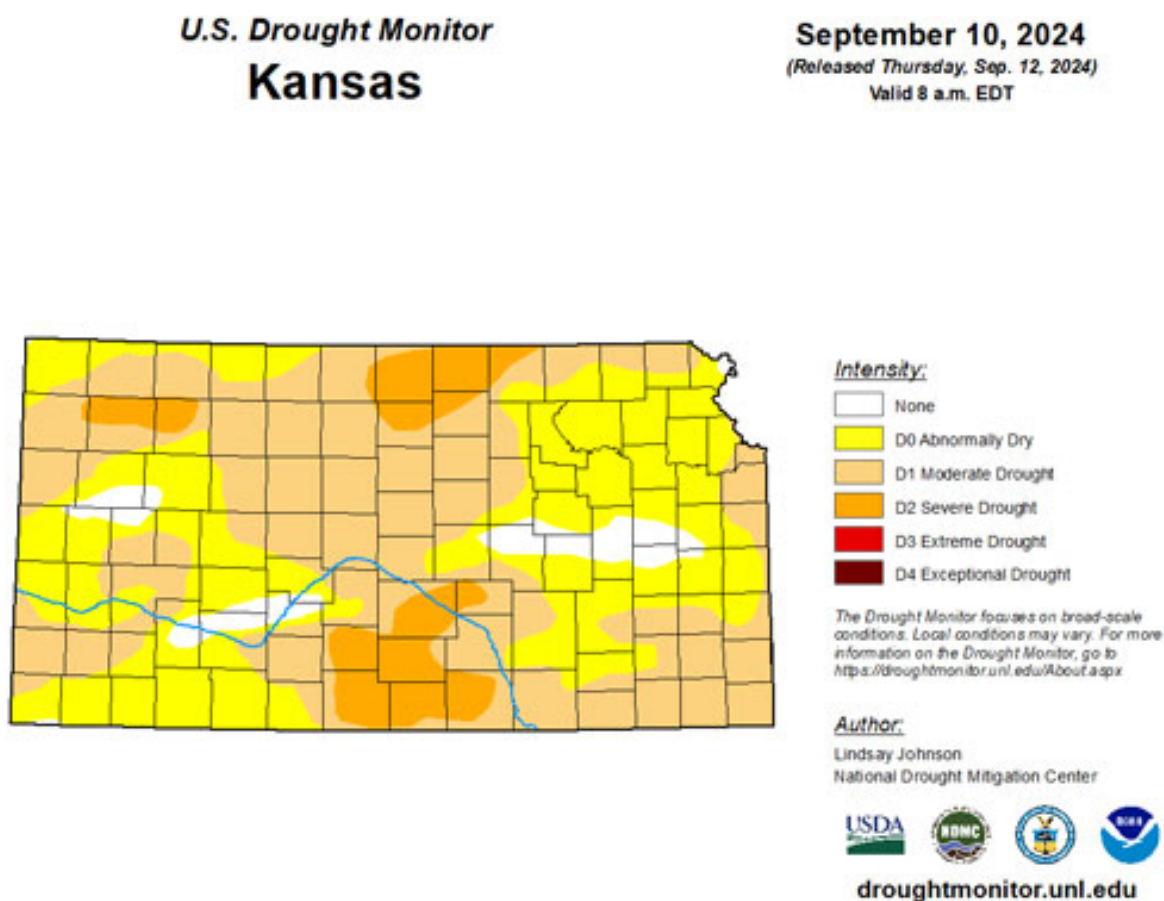 U.S. Drought Monitor
Kansas
September 10, 2024
(Released Thursday, Sep. 12, 2024)
Valid 8 a.m. EDT
Intensity:
None
D0 Abnormally Dry
D1 Moderate Drought
D2 Severe Drought
D3 Extreme Drought
D4 Exceptional Drought
The Drought Monitor focuses on broad-scale
conditions. Local conditions may vary. For more
information on the Drought Monitor, go to
https://droughtmonitor.unl.edu/About.aspx
Author:
Lindsay Johnson
National Drought Mitigation Center
USDA
NDMC
NOAA
droughtmonitor.unl.edu